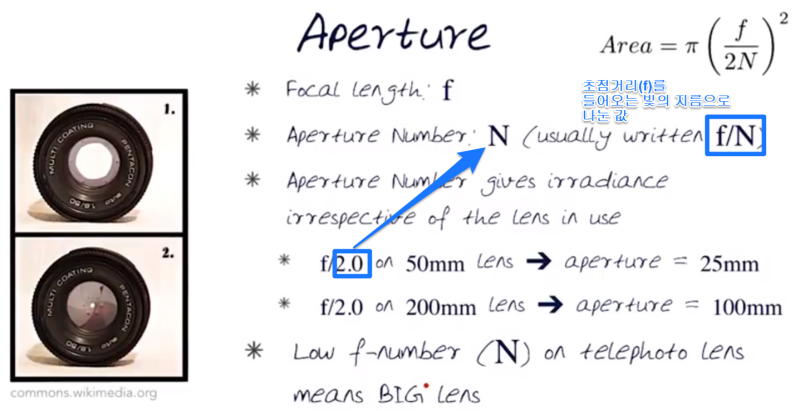 Aperture
Area = π (f/2N)²
* Focal length: f
초점거리(f)를
들어오는 빛의 지름으로
나눈 값
* Aperture Number: N (usually written f/N)
* Aperture Number gives irradiance
irrespective of the lens in use
* f/2.0 on 50mm lens → aperture = 25mm
* f/2.0 on 200mm lens → aperture = 100mm
* Low f-number (N) on telephoto lens
means BIG lens
1.
MULTI COATING
PENTACON
auto 1.8/50
2.
MULTI COATING
PENTACON
auto 1.8/50
commons.wikimedia.org